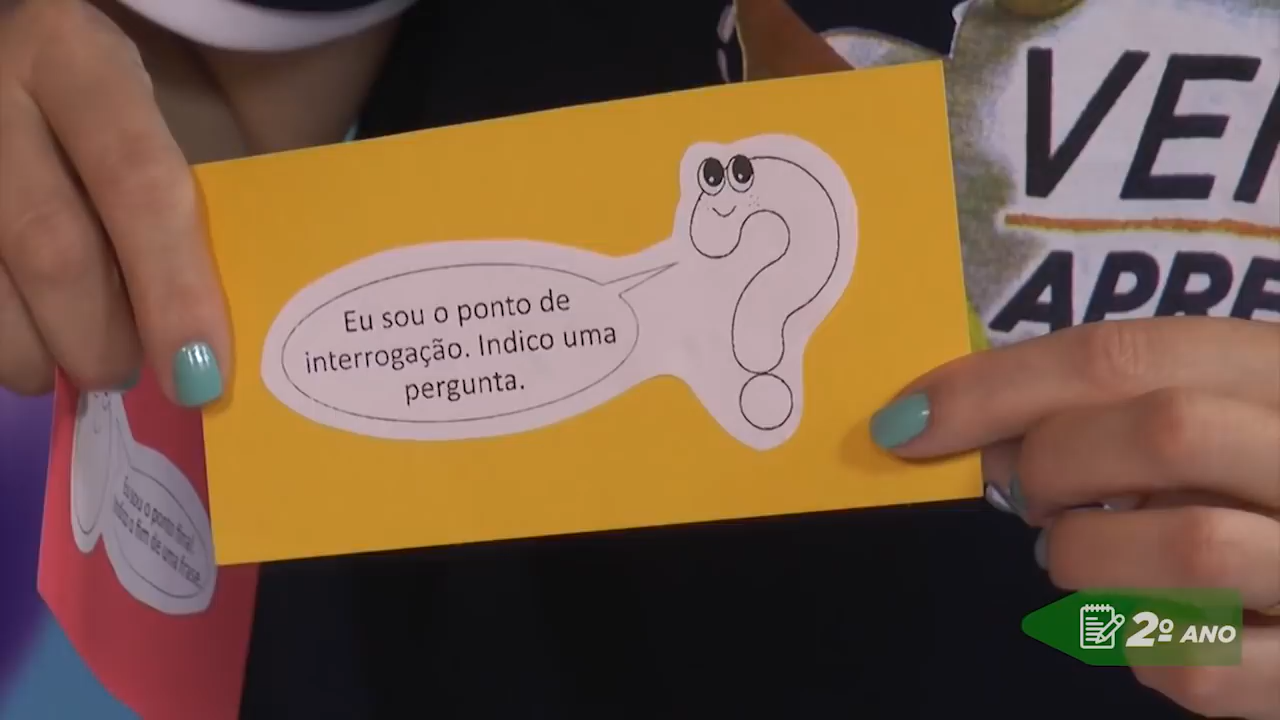 Eu sou o ponto de
interrogação. Indico uma
pergunta.
Eu sou o ponto final.
Indico o fim de uma frase.
VE
APRE
2º ANO